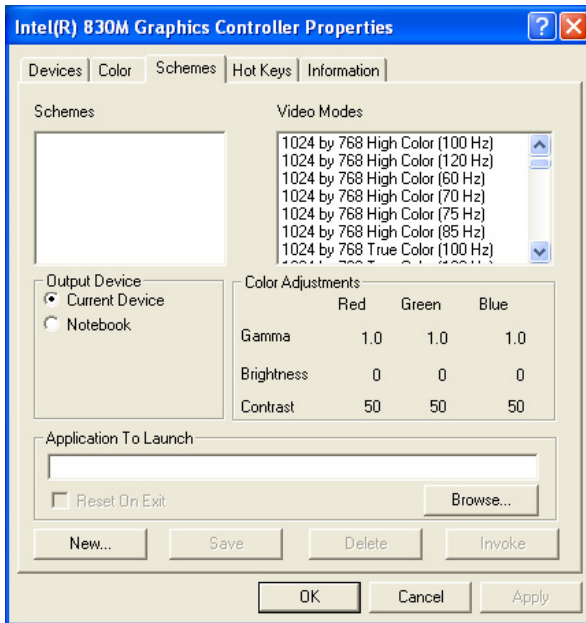 Intel(R) 830M Graphics Controller Properties
Devices Color Schemes Hot Keys Information
Schemes Video Modes
1024 by 768 High Color (100 Hz)
1024 by 768 High Color (120 Hz)
1024 by 768 High Color (60 Hz)
1024 by 768 High Color (70 Hz)
1024 by 768 High Color (75 Hz)
1024 by 768 High Color (85 Hz)
1024 by 768 True Color (100 Hz)
Output Device Color Adjustments
Current Device Red Green Blue
Notebook
Gamma 1.0 1.0 1.0
Brightness 0 0 0
Contrast 50 50 50
Application To Launch
Reset On Exit Browse...
New... Save Delete Invoke
OK Cancel Apply